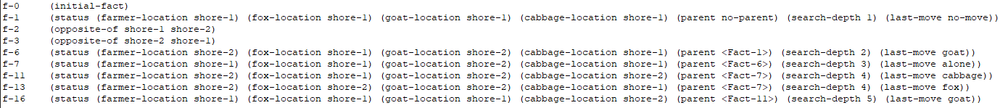 f-0 (initial-fact)
f-1 (status (farmer-location shore-1) (fox-location shore-1) (goat-location shore-1) (cabbage-location shore-1) (parent no-parent) (search-depth 1) (last-move no-move))
f-2 (opposite-of shore-1 shore-2)
f-3 (opposite-of shore-2 shore-1)
f-6 (status (farmer-location shore-2) (fox-location shore-1) (goat-location shore-2) (cabbage-location shore-1) (parent <Fact-1>) (search-depth 2) (last-move goat))
f-7 (status (farmer-location shore-1) (fox-location shore-1) (goat-location shore-2) (cabbage-location shore-1) (parent <Fact-6>) (search-depth 3) (last-move alone))
f-11 (status (farmer-location shore-2) (fox-location shore-1) (goat-location shore-2) (cabbage-location shore-2) (parent <Fact-7>) (search-depth 4) (last-move cabbage))
f-13 (status (farmer-location shore-2) (fox-location shore-2) (goat-location shore-2) (cabbage-location shore-1) (parent <Fact-7>) (search-depth 4) (last-move fox))
f-16 (status (farmer-location shore-1) (fox-location shore-1) (goat-location shore-1) (cabbage-location shore-2) (parent <Fact-11>) (search-depth 5) (last-move goat))